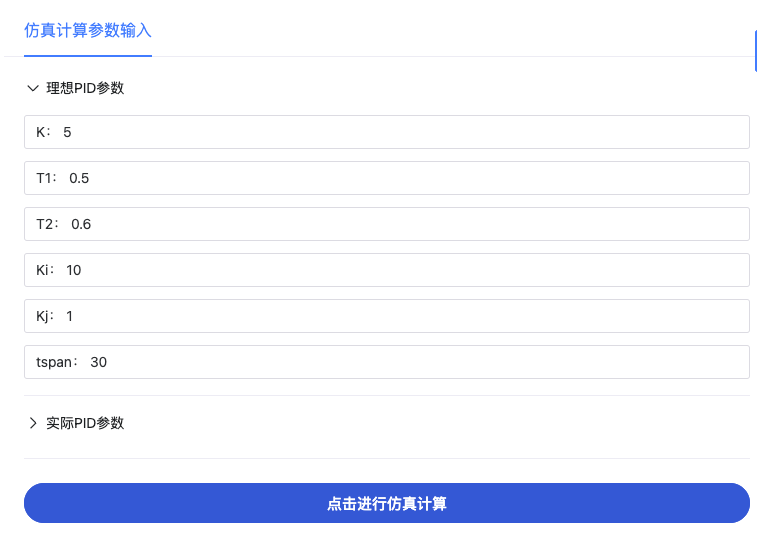 仿真计算参数输入
理想PID参数
K： 5
T1： 0.5
T2： 0.6
Ki： 10
Kj： 1
tspan： 30
实际PID参数
点击进行仿真计算